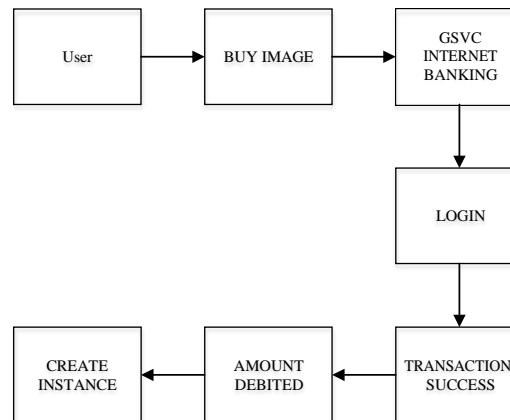 User
BUY IMAGE
GSVC
INTERNET
BANKING
LOGIN
TRANSACTION
SUCCESS
AMOUNT
DEBITED
CREATE
INSTANCE